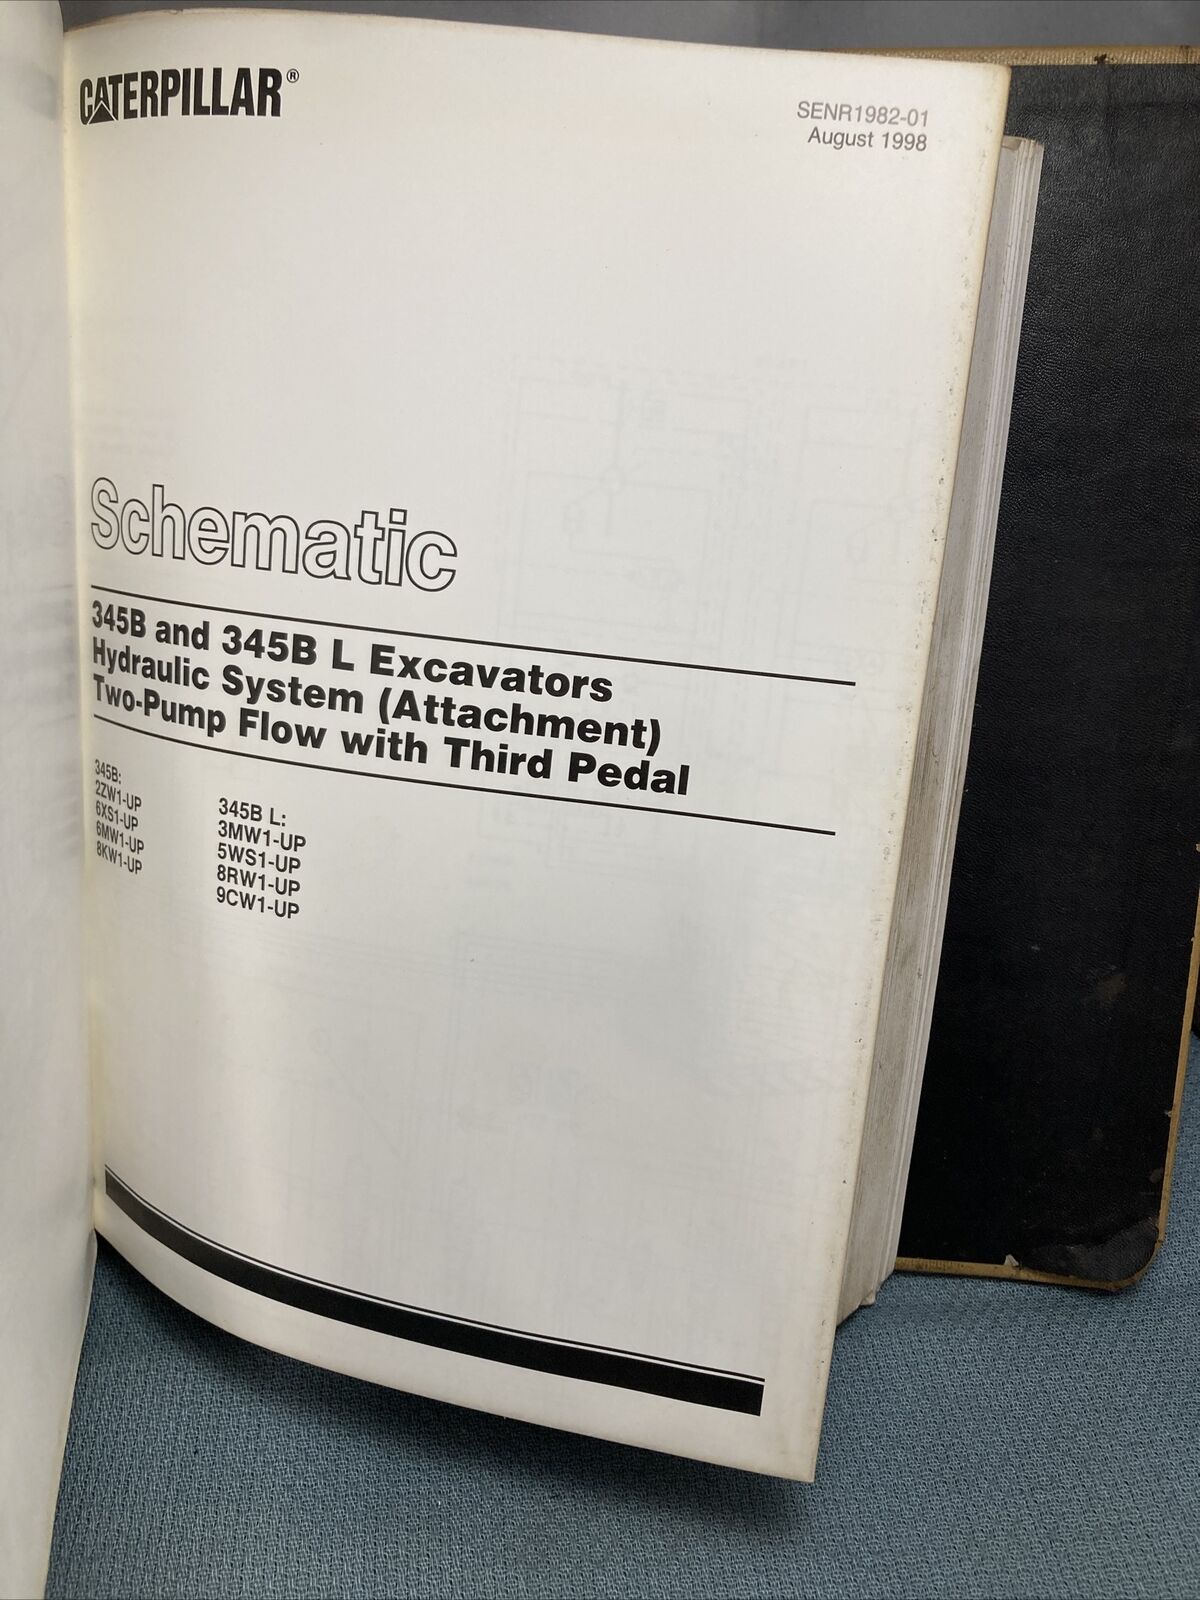 CATERPILLAR®
SENR1982-01
August 1998
Schematic
345B and 345B L Excavators
Hydraulic System (Attachment)
Two-Pump Flow with Third Pedal
345B:
2ZW1-UP
6XS1-UP
6MW1-UP
8KW1-UP
345B L:
3MW1-UP
5WS1-UP
8RW1-UP
9CW1-UP